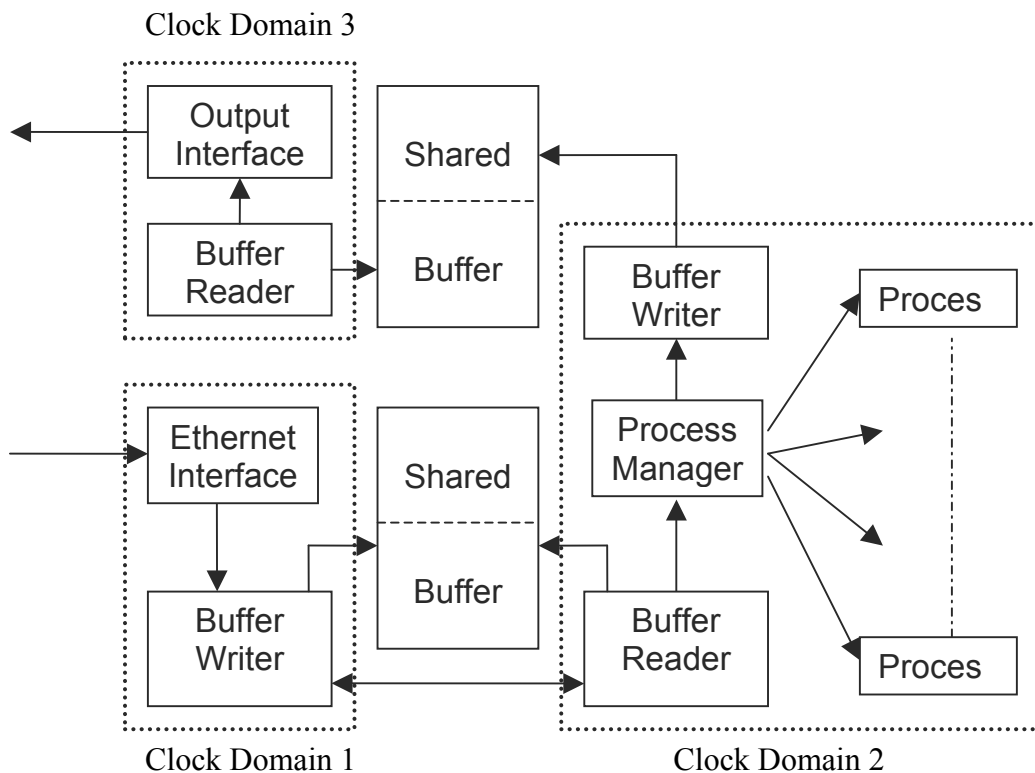 Clock Domain 3
Output
Interface
Buffer
Reader
Shared
Buffer
Buffer
Writer
Proces
Process
Manager
Ethernet
Interface
Buffer
Writer
Shared
Buffer
Buffer
Reader
Proces
Clock Domain 1
Clock Domain 2